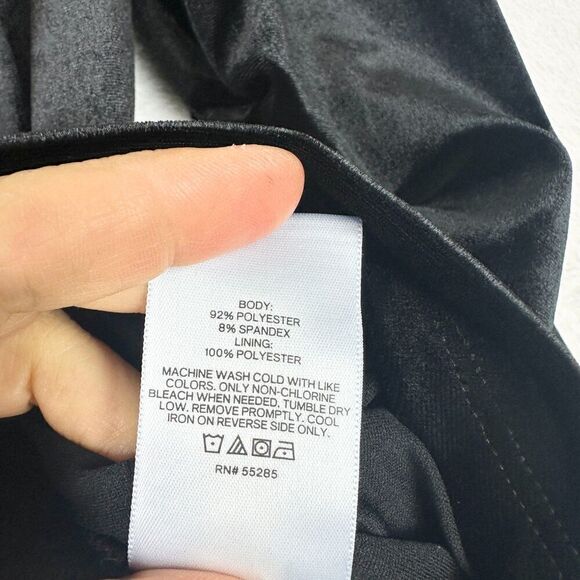 BODY:
92% POLYESTER
8% SPANDEX
LINING:
100% POLYESTER
MACHINE WASH COLD WITH LIKE
COLORS. ONLY NON-CHLORINE
BLEACH WHEN NEEDED, TUMBLE DRY
LOW. REMOVE PROMPTLY. COOL
IRON ON REVERSE SIDE ONLY.
RN# 55285